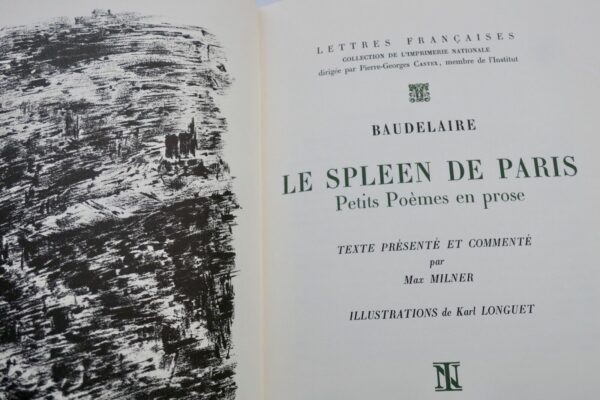 LETTRES FRANÇAISES
COLLECTION DE L'IMPRIMERIE NATIONALE
dirigée par Pierre-Georges CASTEX, membre de l'Institut
BAUDELAIRE
LE SPLEEN DE PARIS
Petits Poèmes en prose
TEXTE PRÉSENTÉ ET COMMENTÉ
par
Max MILNER
ILLUSTRATIONS de Karl LONGUET
IN